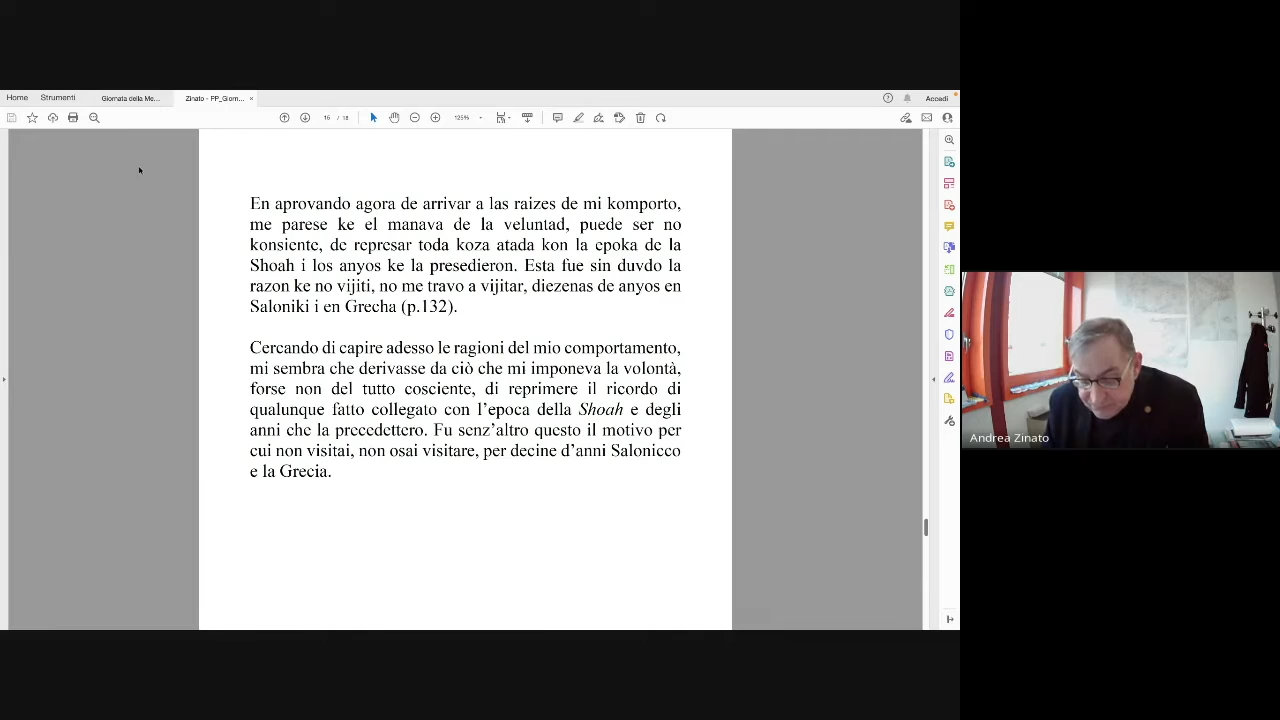 Home Strumenti Giornata della Me... Zinato - PP_Giorn... × Accedi
16 / 18 125%
En aprovando agora de arrivar a las raizes de mi komporto,
me parese ke el manava de la veluntad, puede ser no
konsiente, de represar toda koza atada kon la epoka de la
Shoah i los anyos ke la presedieron. Esta fue sin duvdo la
razon ke no vijiti, no me travo a vijitar, diezenas de anyos en
Saloniki i en Grecha (p.132).
Cercando di capire adesso le ragioni del mio comportamento,
mi sembra che derivasse da ciò che mi imponeva la volontà,
forse non del tutto cosciente, di reprimere il ricordo di
qualunque fatto collegato con l’epoca della Shoah e degli
anni che la precedettero. Fu senz’altro questo il motivo per
cui non visitai, non osai visitare, per decine d’anni Salonicco
e la Grecia.
Andrea Zinato